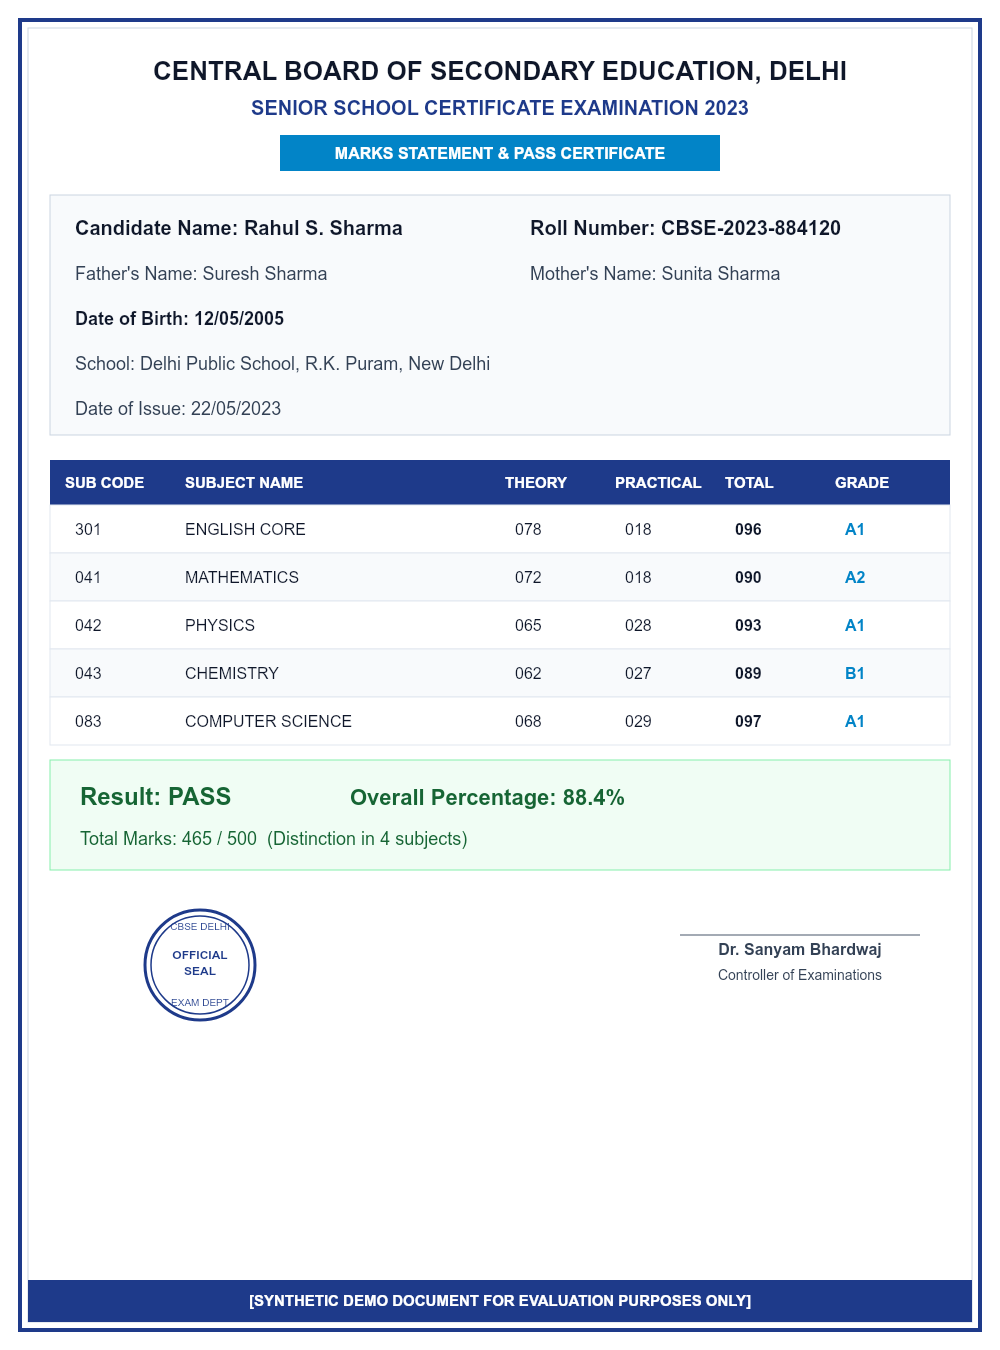 CENTRAL BOARD OF SECONDARY EDUCATION, DELHI
SENIOR SCHOOL CERTIFICATE EXAMINATION 2023
MARKS STATEMENT & PASS CERTIFICATE
Candidate Name: Rahul S. Sharma Roll Number: CBSE-2023-884120
Father's Name: Suresh Sharma Mother's Name: Sunita Sharma
Date of Birth: 12/05/2005
School: Delhi Public School, R.K. Puram, New Delhi
Date of Issue: 22/05/2023
SUB CODE SUBJECT NAME THEORY PRACTICAL TOTAL GRADE
301 ENGLISH CORE 078 018 096 A1
041 MATHEMATICS 072 018 090 A2
042 PHYSICS 065 028 093 A1
043 CHEMISTRY 062 027 089 B1
083 COMPUTER SCIENCE 068 029 097 A1
Result: PASS Overall Percentage: 88.4%
Total Marks: 465 / 500 (Distinction in 4 subjects)
CBSE DELHI
OFFICIAL
SEAL
EXAM DEPT
Dr. Sanyam Bhardwaj
Controller of Examinations
[SYNTHETIC DEMO DOCUMENT FOR EVALUATION PURPOSES ONLY]